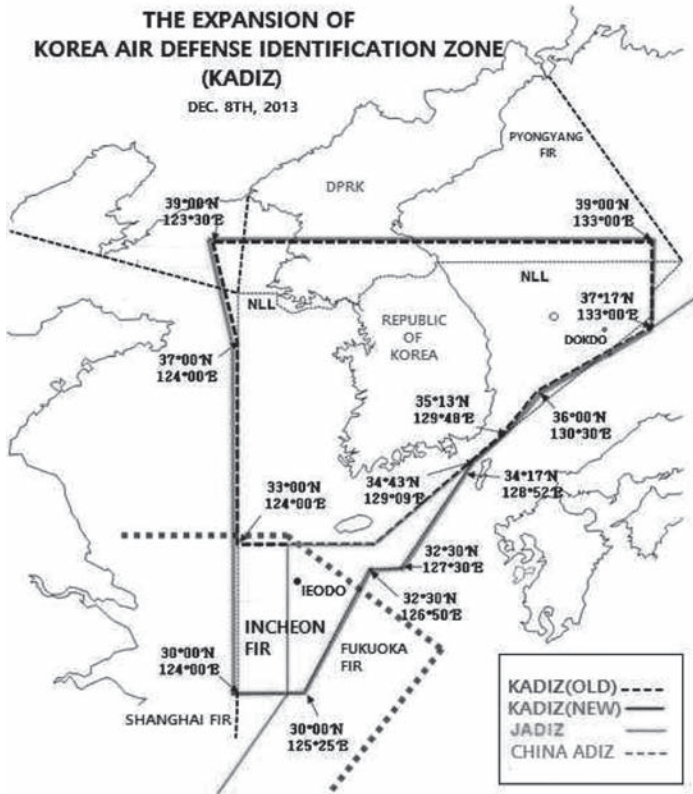 THE EXPANSION OF
KOREA AIR DEFENSE IDENTIFICATION ZONE
(KADIZ)
DEC. 8TH, 2013
PYONGYANG
FIR
DPRK
39°00'N
123°30'E
39°00'N
133°00'E
NLL
NLL
37°17'N
133°00'E
REPUBLIC
OF
KOREA
DOKDO
37°00'N
124°00'E
35°13'N
129°48'E
36°00'N
130°30'E
34°43'N
129°09'E
34°17'N
128°52'E
33°00'N
124°00'E
32°30'N
127°30'E
IEODO
32°30'N
126°50'E
INCHEON
FIR
FUKUOKA
FIR
30°00'N
124°00'E
SHANGHAI FIR
30°00'N
125°25'E
KADIZ(OLD)
KADIZ(NEW)
JADIZ
CHINA ADIZ